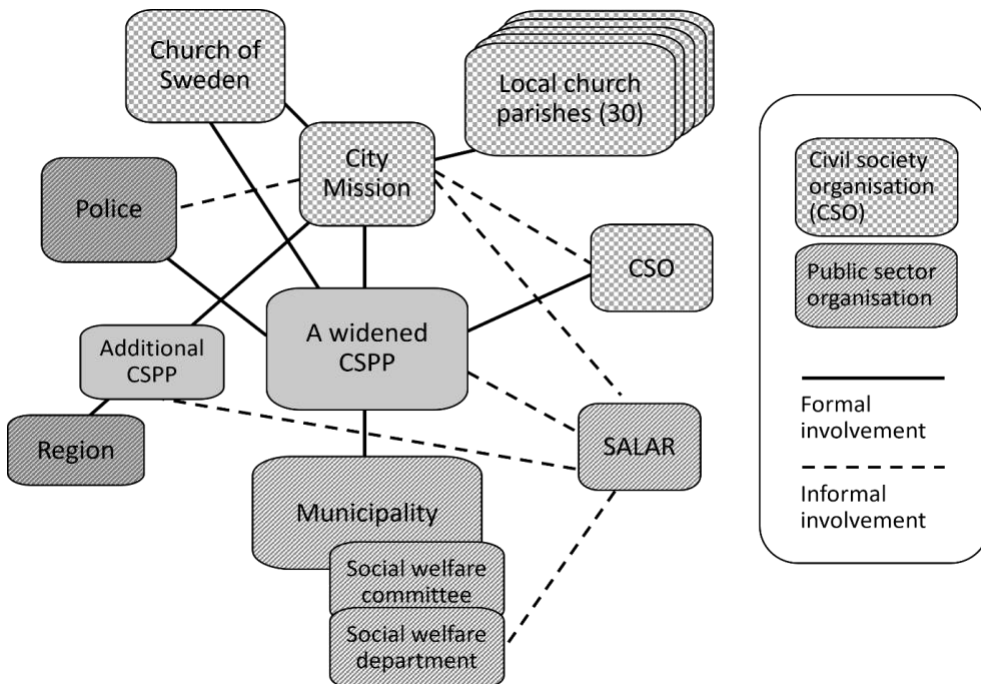 Church of
Sweden
Local church
parishes (30)
City
Mission
Police
CSO
A widened
CSPP
Additional
CSPP
Region
SALAR
Municipality
Social welfare
committee
Social welfare
department
Civil society
organisation
(CSO)
Public sector
organisation
Formal
involvement
Informal
involvement